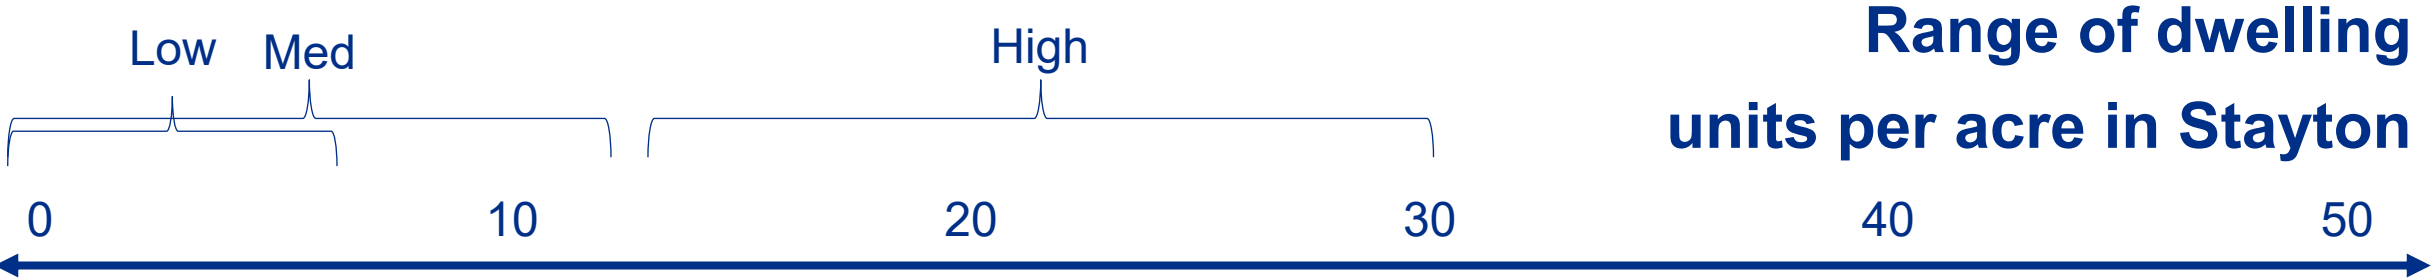 Range of dwelling
units per acre in Stayton
Low Med High
0 10 20 30 40 50